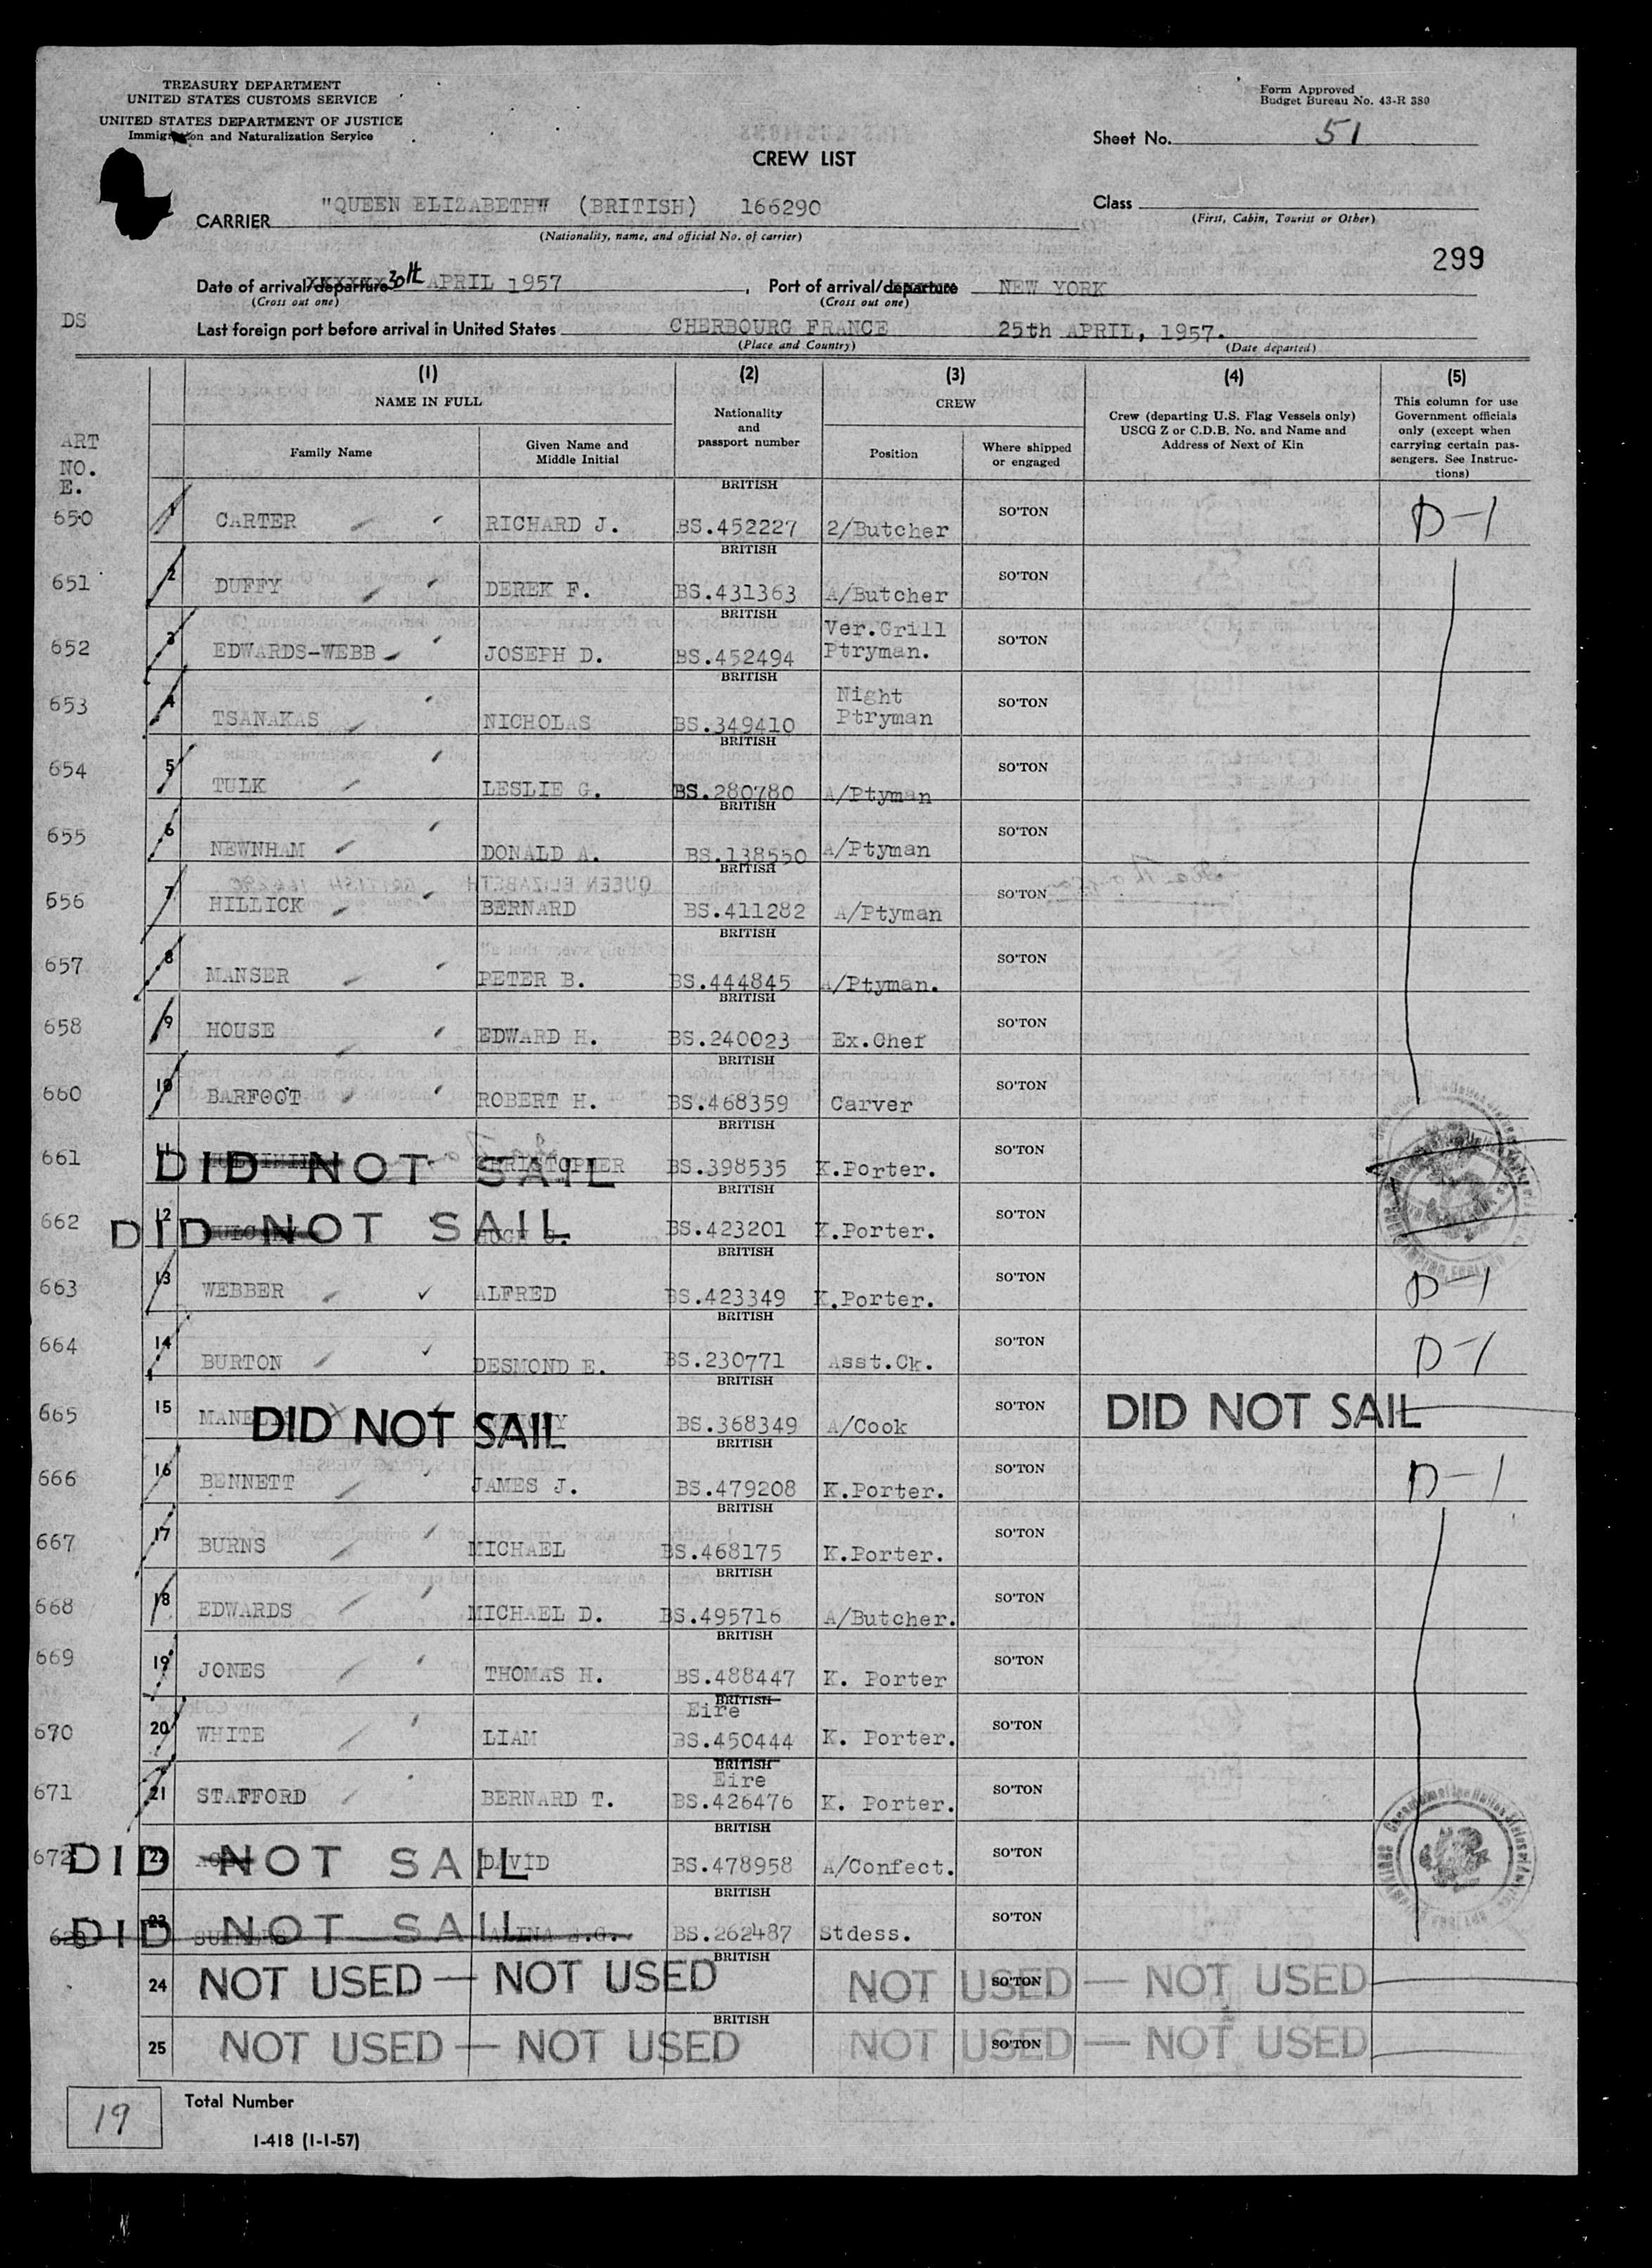 TREASURY DEPARTMENT
UNITED STATES CUSTOMS SERVICE
UNITED STATES DEPARTMENT OF JUSTICE
Immigration and Naturalization Service
Form Approved
Budget Bureau No. 43-R 380
Sheet No. 51
CREW LIST
CARRIER "QUEEN ELIZABETH" (BRITISH) 166290
(Nationality, name, and official No. of carrier)
Class
(First, Cabin, Tourist or Other)
299
Date of arrival/departure 30th APRIL 1957, Port of arrival/departure NEW YORK
(Cross out one) (Cross out one)
DS
Last foreign port before arrival in United States CHERBOURG FRANCE 25th APRIL, 1957.
(Place and Country) (Date departed)
(1) (2) (3) (4) (5)
NAME IN FULL
Nationality and passport number
CREW
Crew (departing U.S. Flag Vessels only) USCG Z or C.D.B. No. and Name and Address of Next of Kin
This column for use Government officials only (except when carrying certain passengers. See Instructions)
Family Name Given Name and Middle Initial Position Where shipped or engaged
ART
NO.
E.
650 1 CARTER RICHARD J. BRITISH BS.452227 2/Butcher SO'TON D-1
651 2 DUFFY DEREK F. BRITISH BS.431363 A/Butcher SO'TON
652 3 EDWARDS-WEBB JOSEPH D. BRITISH BS.452494 Ver.Grill Ptryman. SO'TON
653 4 TSANAKAS NICHOLAS BRITISH BS.349410 Night Ptryman SO'TON
654 5 TULK LESLIE G. BRITISH BS.280780 A/Ptyman SO'TON
655 6 NEWNHAM DONALD A. BRITISH BS.138550 A/Ptyman SO'TON
656 7 HILLICK BERNARD BRITISH BS.411282 A/Ptyman SO'TON
657 8 MANSER PETER B. BRITISH BS.444845 A/Ptyman. SO'TON
658 9 HOUSE EDWARD H. BRITISH BS.240023 Ex.Chef SO'TON
660 10 BARFOOT ROBERT H. BRITISH BS.468359 Carver SO'TON
661 11 DID NOT SAIL CHRISTOPHER BRITISH BS.398535 K.Porter. SO'TON
662 12 DID NOT SAIL HUGH BRITISH BS.423201 K.Porter. SO'TON
663 13 WEBBER ALFRED BRITISH BS.423349 K.Porter. SO'TON D-1
664 14 BURTON DESMOND E. BRITISH BS.230771 Asst.Ck. SO'TON D-1
665 15 DID NOT SAIL BRITISH BS.368349 A/Cook SO'TON DID NOT SAIL
666 16 BENNETT JAMES J. BRITISH BS.479208 K.Porter. SO'TON D-1
667 17 BURNS MICHAEL BRITISH BS.468175 K.Porter. SO'TON
668 18 EDWARDS MICHAEL D. BRITISH BS.495716 A/Butcher. SO'TON
669 19 JONES THOMAS H. BRITISH BS.488447 K. Porter SO'TON
670 20 WHITE LIAM BRITISH Eire BS.450444 K. Porter. SO'TON
671 21 STAFFORD BERNARD T. BRITISH Eire BS.426476 K. Porter. SO'TON
672 22 DID NOT SAIL DAVID BRITISH BS.478958 A/Confect. SO'TON
23 DID NOT SAIL BRITISH BS.262487 Stdess. SO'TON
24 NOT USED — NOT USED BRITISH NOT USED — NOT USED SO'TON
25 NOT USED — NOT USED BRITISH NOT USED — NOT USED SO'TON
19 Total Number
I-418 (1-1-57)